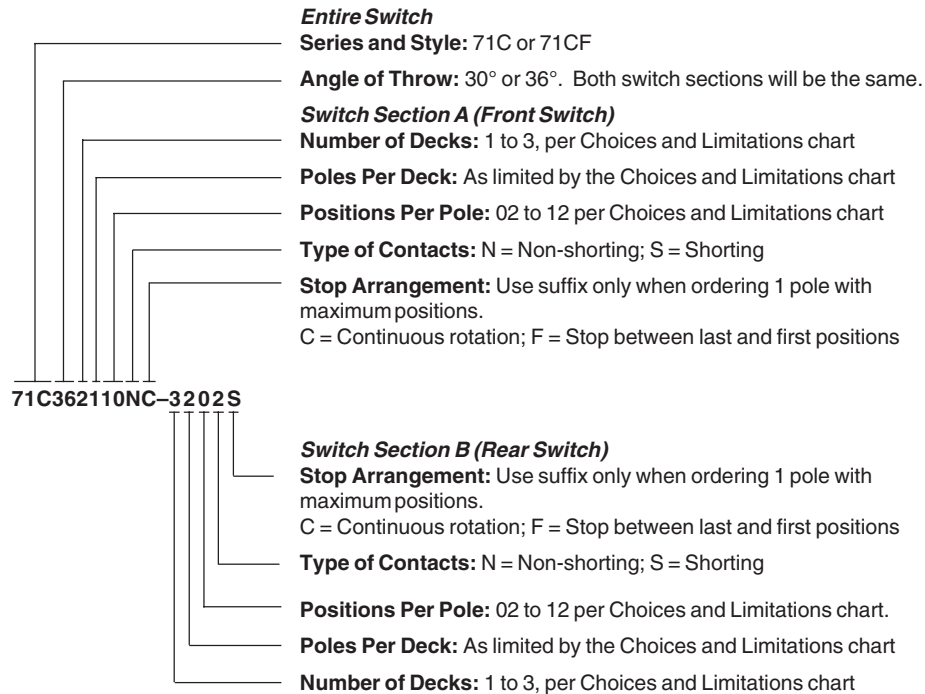 Entire Switch
Series and Style: 71C or 71CF
Angle of Throw: 30° or 36°. Both switch sections will be the same.
Switch Section A (Front Switch)
Number of Decks: 1 to 3, per Choices and Limitations chart
Poles Per Deck: As limited by the Choices and Limitations chart
Positions Per Pole: 02 to 12 per Choices and Limitations chart
Type of Contacts: N = Non-shorting; S = Shorting
Stop Arrangement: Use suffix only when ordering 1 pole with
maximum positions.
C = Continuous rotation; F = Stop between last and first positions
71C362110NC–3202S
Switch Section B (Rear Switch)
Stop Arrangement: Use suffix only when ordering 1 pole with
maximum positions.
C = Continuous rotation; F = Stop between last and first positions
Type of Contacts: N = Non-shorting; S = Shorting
Positions Per Pole: 02 to 12 per Choices and Limitations chart.
Poles Per Deck: As limited by the Choices and Limitations chart
Number of Decks: 1 to 3, per Choices and Limitations chart